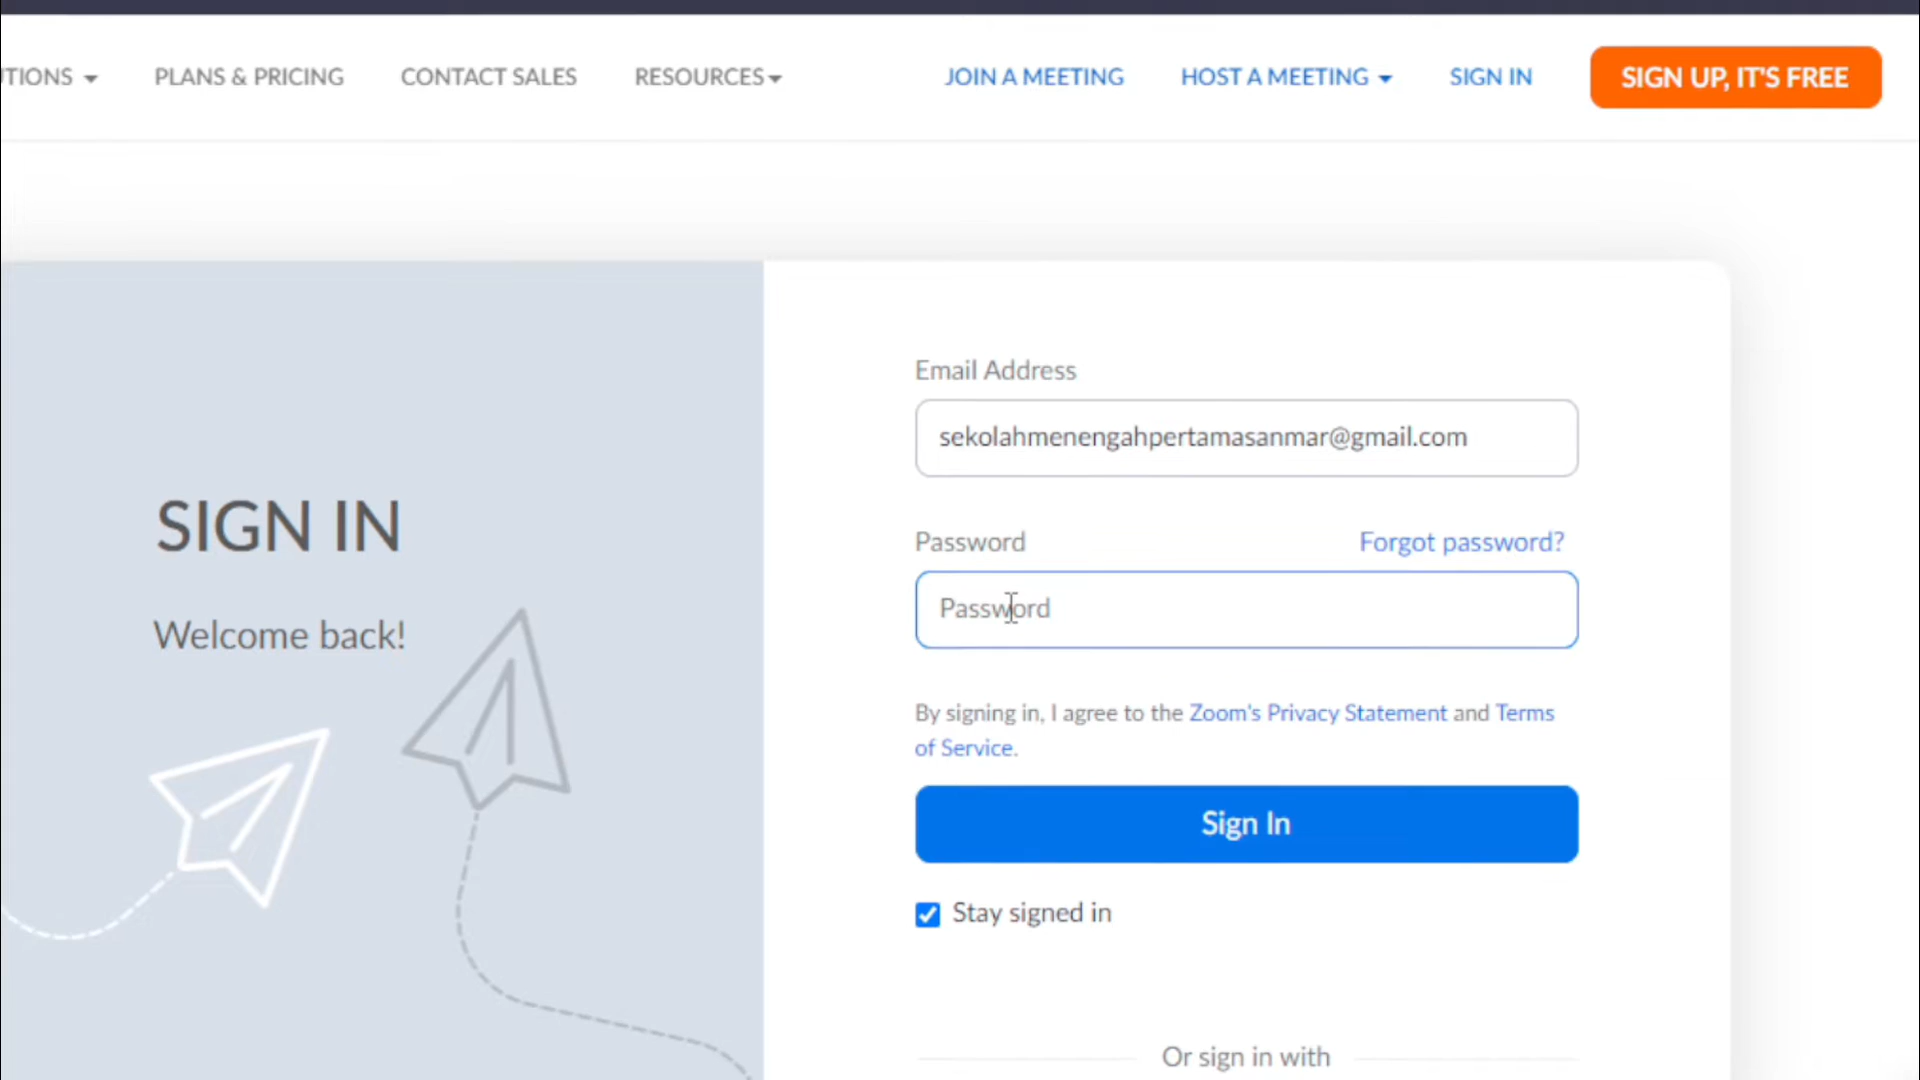 PLANS & PRICING
CONTACT SALES
RESOURCES
JOIN A MEETING
HOST A MEETING
SIGN IN
SIGN UP, IT'S FREE
SIGN IN
Welcome back!
Email Address
sekolahmenengahpertamasanmar@gmail.com
Password
Forgot password?
Password
By signing in, I agree to the Zoom's Privacy Statement and Terms
of Service.
Sign In
Stay signed in
Or sign in with